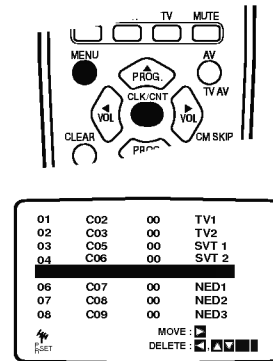 TV MUTE
MENU AV
PROG.
CLK/CNT
TV AV
VOL VOL
CLEAR CM SKIP
PROG
01 C02 00 TV1
02 C03 00 TV2
03 C05 00 SVT 1
04 C06 00 SVT 2
06 C07 00 NED1
07 C08 00 NED2
08 C09 00 NED3
MOVE :
DELETE :